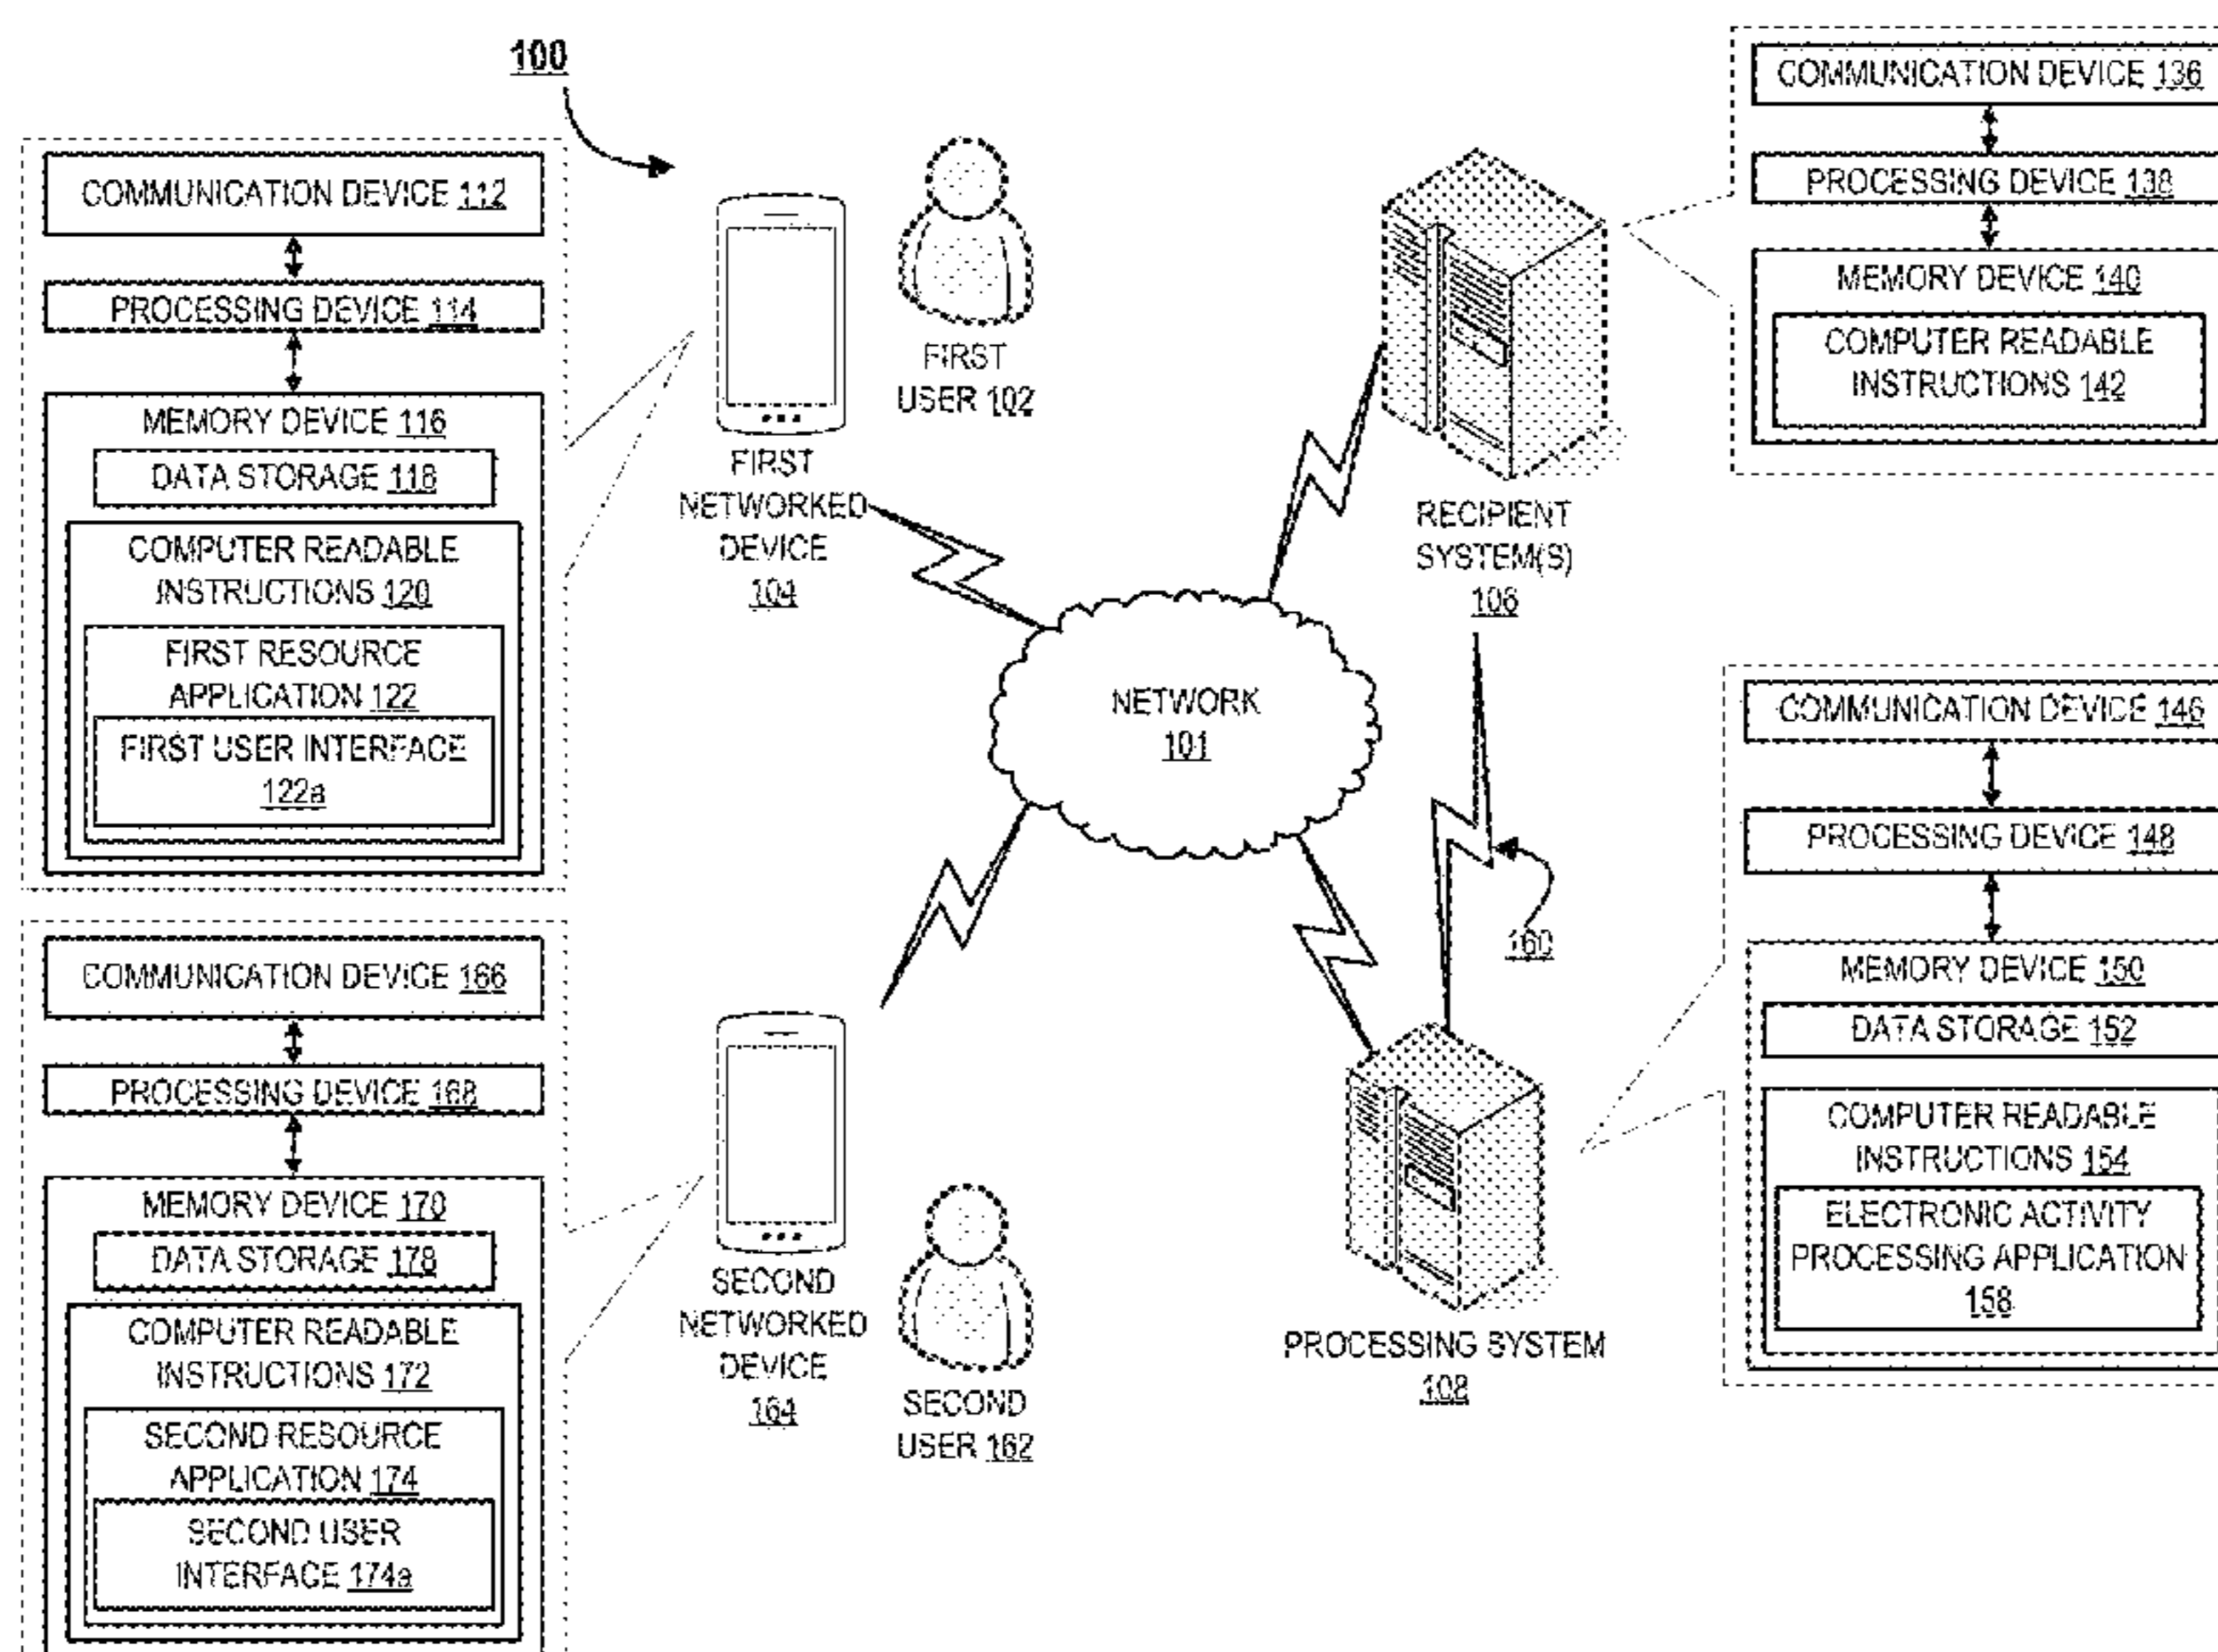 100
COMMUNICATION DEVICE 112
PROCESSING DEVICE 114
MEMORY DEVICE 116
DATA STORAGE 118
COMPUTER READABLE
INSTRUCTIONS 120
FIRST RESOURCE
APPLICATION 122
FIRST USER INTERFACE
122a
FIRST
NETWORKED
DEVICE
104
FIRST
USER 102
RECIPIENT
SYSTEM(S)
106
COMMUNICATION DEVICE 136
PROCESSING DEVICE 138
MEMORY DEVICE 140
COMPUTER READABLE
INSTRUCTIONS 142
NETWORK
101
160
COMMUNICATION DEVICE 166
PROCESSING DEVICE 168
MEMORY DEVICE 170
DATA STORAGE 178
COMPUTER READABLE
INSTRUCTIONS 172
SECOND RESOURCE
APPLICATION 174
SECOND USER
INTERFACE 174a
SECOND
NETWORKED
DEVICE
164
SECOND
USER 162
PROCESSING SYSTEM
108
COMMUNICATION DEVICE 146
PROCESSING DEVICE 148
MEMORY DEVICE 150
DATA STORAGE 152
COMPUTER READABLE
INSTRUCTIONS 154
ELECTRONIC ACTIVITY
PROCESSING APPLICATION
158